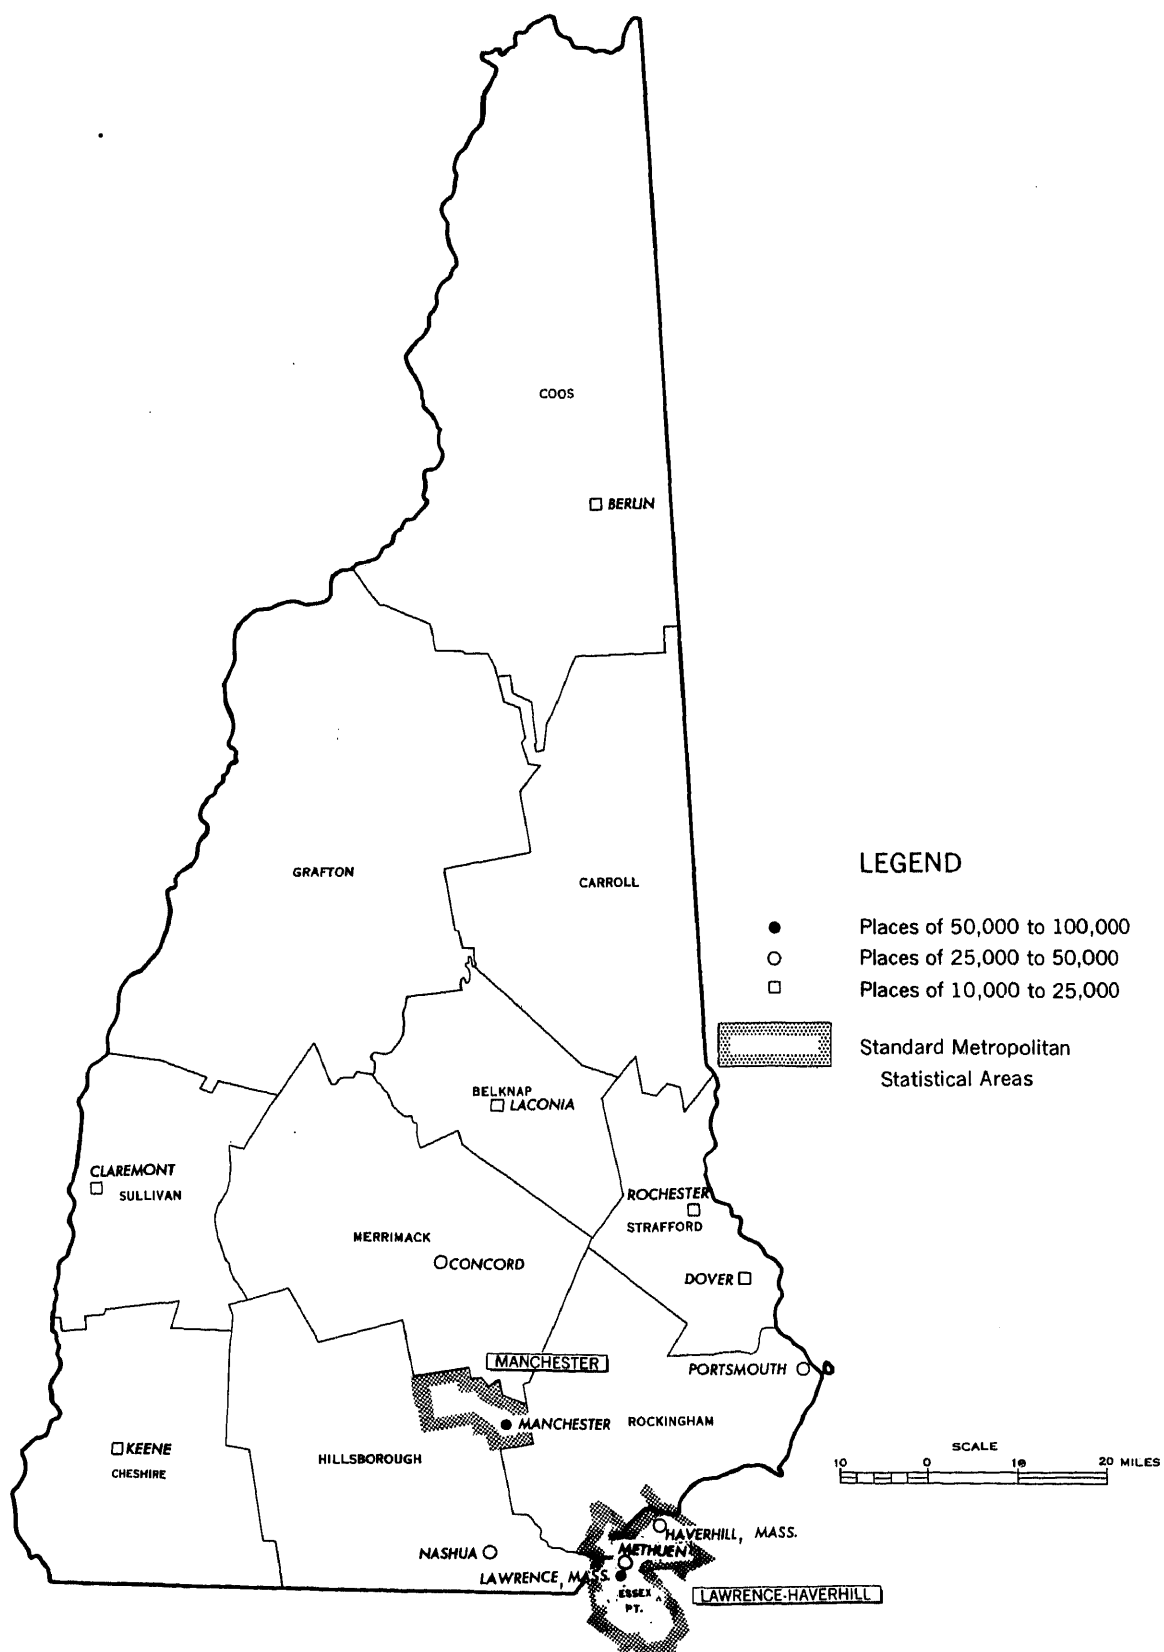 COOS
BERLIN
GRAFTON
CARROLL
LEGEND
Places of 50,000 to 100,000
Places of 25,000 to 50,000
Places of 10,000 to 25,000
Standard Metropolitan
Statistical Areas
BELKNAP
LACONIA
CLAREMONT
SULLIVAN
ROCHESTER
STRAFFORD
MERRIMACK
CONCORD
DOVER
MANCHESTER
PORTSMOUTH
MANCHESTER
ROCKINGHAM
KEENE
CHESHIRE
HILLSBOROUGH
SCALE
10 0 10 20 MILES
HAVERHILL, MASS.
METHUEN
NASHUA
LAWRENCE, MASS.
ESSEX
PT.
LAWRENCE-HAVERHILL